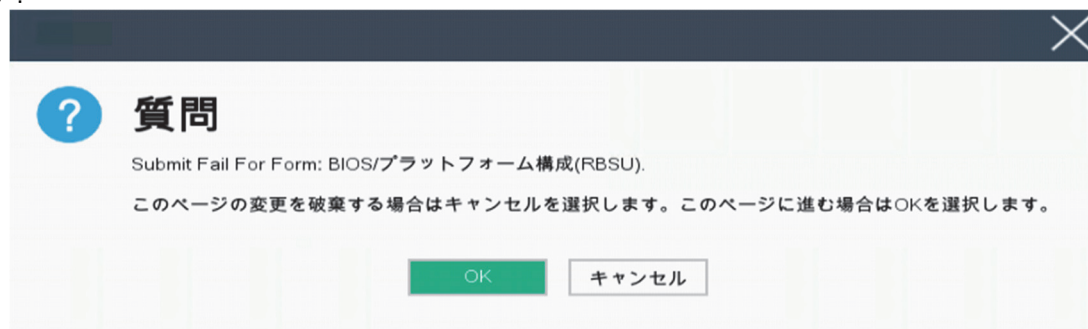 質問
Submit Fail For Form: BIOS/プラットフォーム構成(RBSU).
このページの変更を破棄する場合はキャンセルを選択します。このページに進む場合はOKを選択します。
OK キャンセル